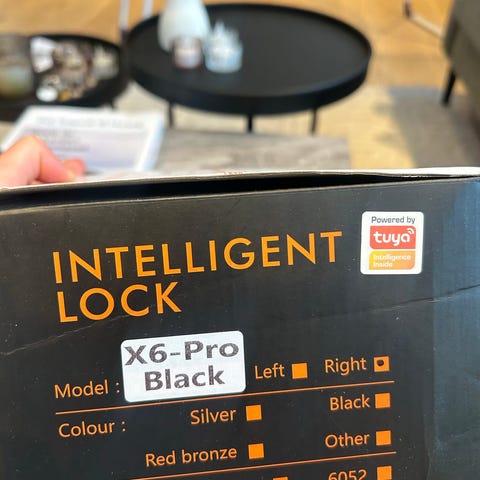 Powered by
tuya
Intelligence
Inside
INTELLIGENT
LOCK
Model : X6-Pro
Black
Left
Right
Colour :
Silver
Black
Red bronze
Other
6052